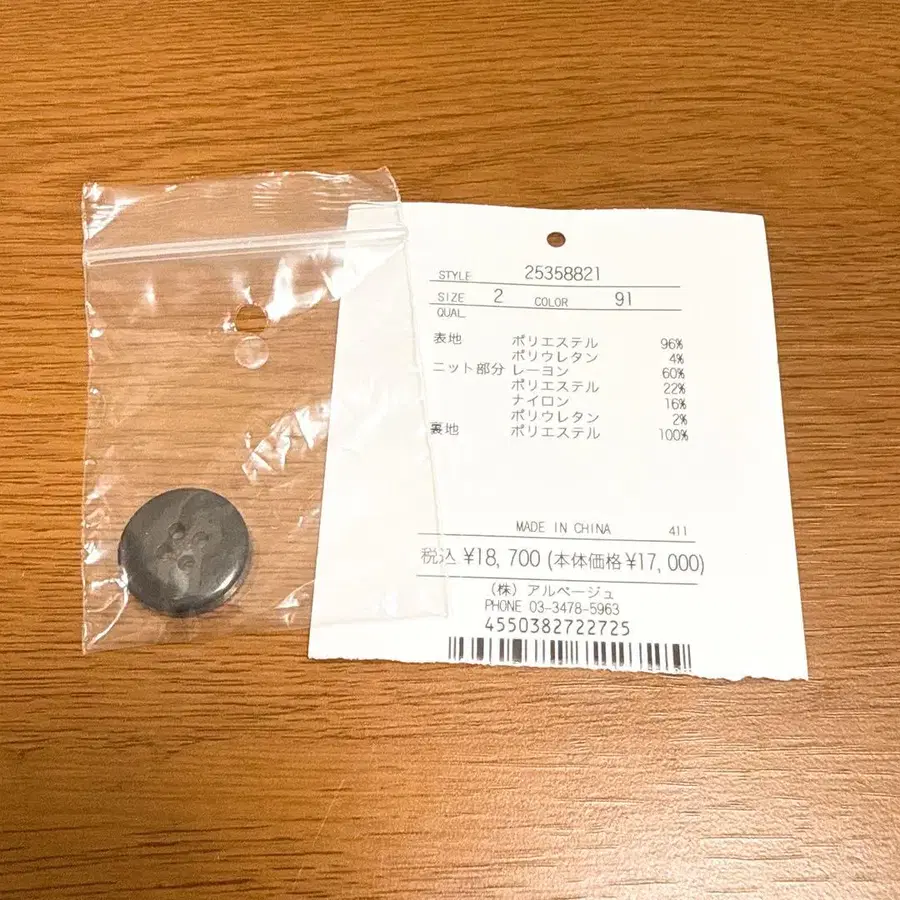 STYLE 25358821
SIZE 2 COLOR 91
QUAL
表地 ポリエステル 96%
ポリウレタン 4%
ニット部分 レーヨン 60%
ポリエステル 22%
ナイロン 16%
ポリウレタン 2%
裏地 ポリエステル 100%
MADE IN CHINA 411
税込 ¥18,700 (本体価格 ¥17,000)
(株) アルページュ
PHONE 03-3478-5963
4550382722725